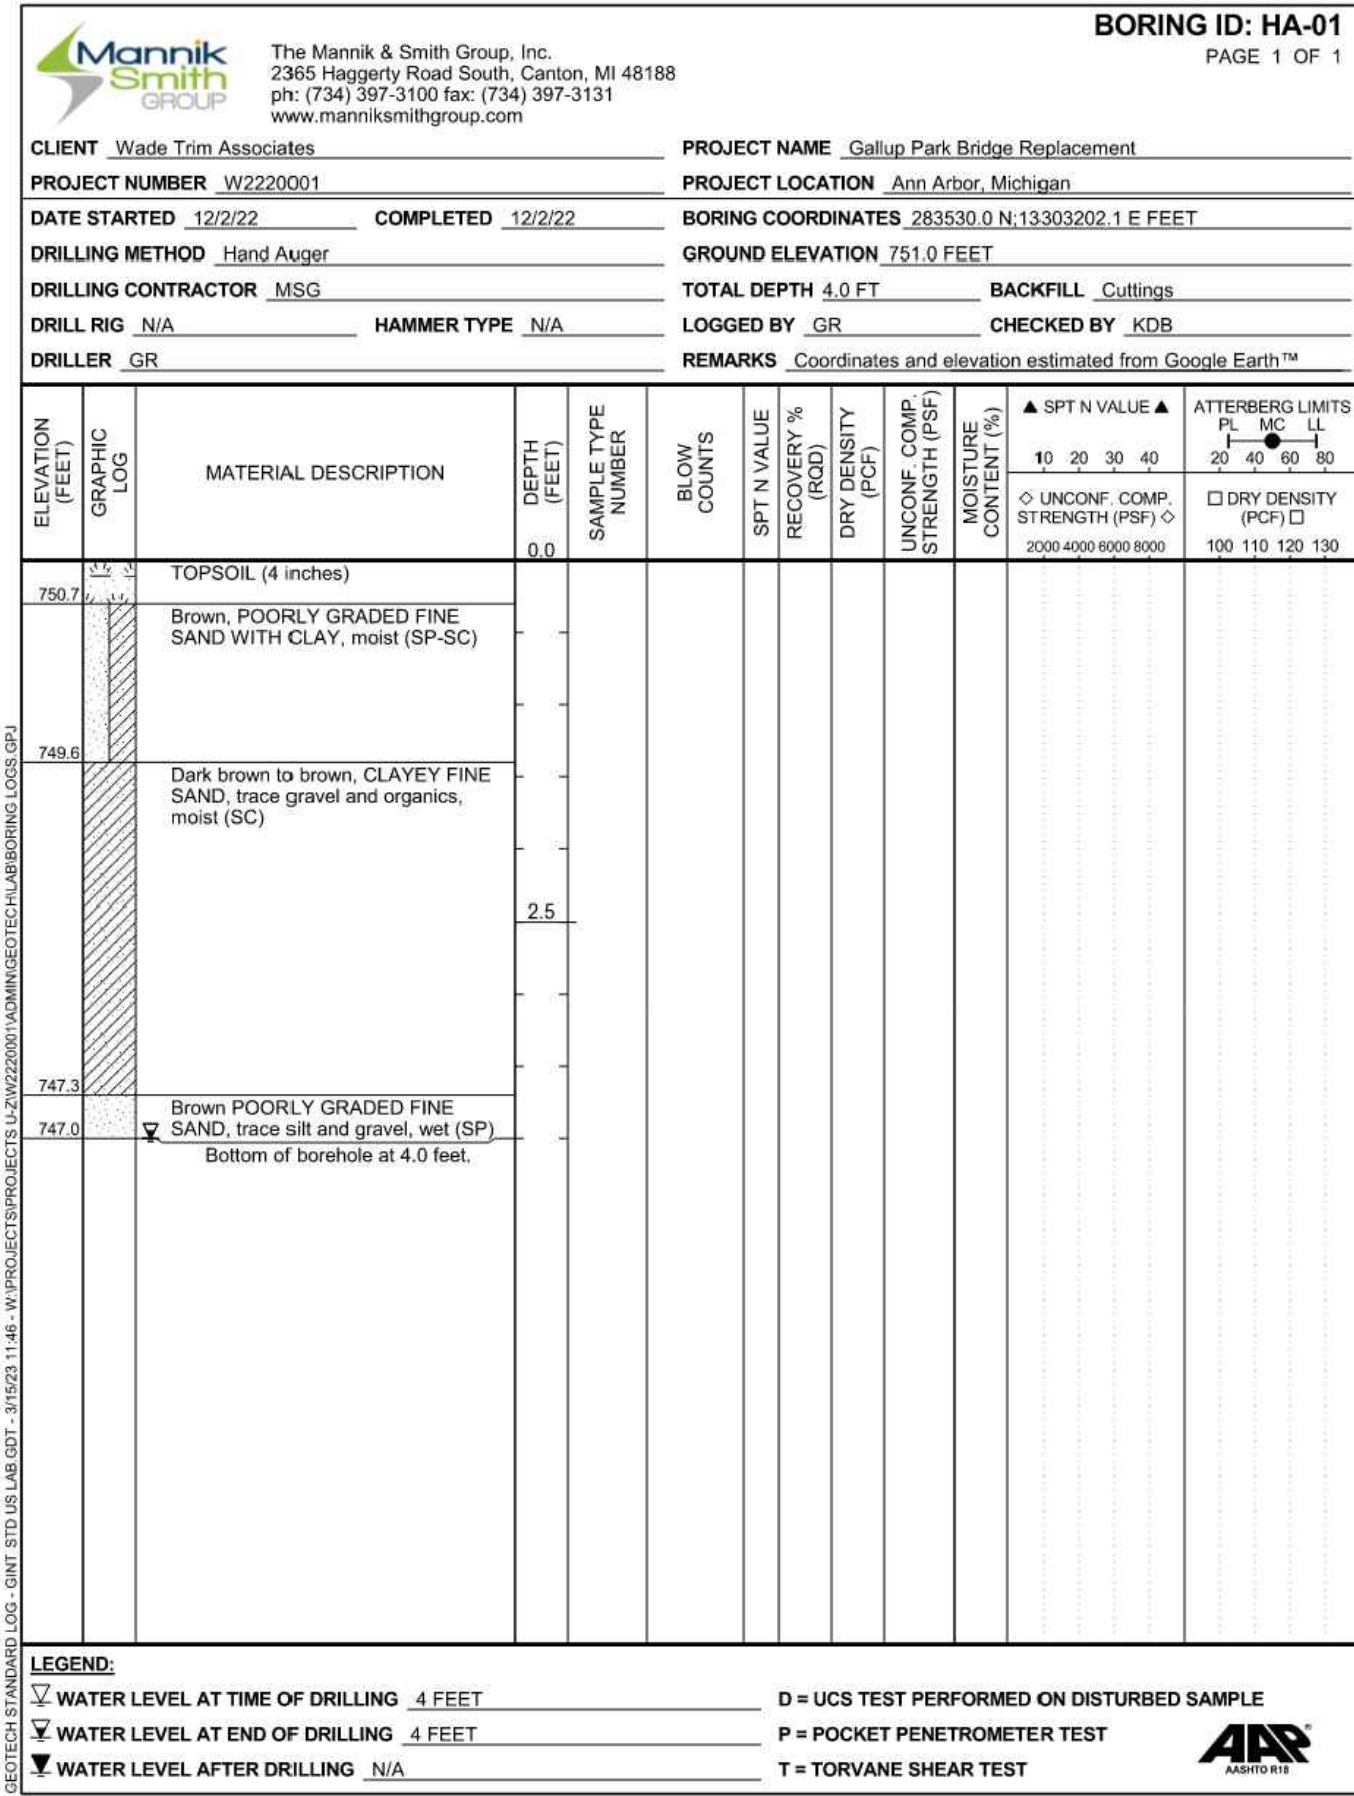 BORING ID: HA-01
PAGE 1 OF 1
Mannik
Smith
GROUP
The Mannik & Smith Group, Inc.
2365 Haggerty Road South, Canton, MI 48188
ph: (734) 397-3100 fax: (734) 397-3131
www.manniksmithgroup.com
CLIENT Wade Trim Associates
PROJECT NAME Gallup Park Bridge Replacement
PROJECT NUMBER W2220001
PROJECT LOCATION Ann Arbor, Michigan
DATE STARTED 12/2/22 COMPLETED 12/2/22
BORING COORDINATES 283530.0 N;13303202.1 E FEET
DRILLING METHOD Hand Auger
GROUND ELEVATION 751.0 FEET
DRILLING CONTRACTOR MSG
TOTAL DEPTH 4.0 FT BACKFILL Cuttings
DRILL RIG N/A HAMMER TYPE N/A
LOGGED BY GR CHECKED BY KDB
DRILLER GR
REMARKS Coordinates and elevation estimated from Google Earth™
ELEVATION
(FEET)
GRAPHIC
LOG
MATERIAL DESCRIPTION
DEPTH
(FEET)
0.0
SAMPLE TYPE
NUMBER
BLOW
COUNTS
SPT N VALUE
RECOVERY %
(RQD)
DRY DENSITY
(PCF)
UNCONF. COMP.
STRENGTH (PSF)
MOISTURE
CONTENT (%)
▲ SPT N VALUE ▲
10 20 30 40
◇ UNCONF. COMP.
STRENGTH (PSF) ◇
2000 4000 6000 8000
ATTERBERG LIMITS
PL MC LL
20 40 60 80
□ DRY DENSITY
(PCF) □
100 110 120 130
TOPSOIL (4 inches)
750.7
Brown, POORLY GRADED FINE
SAND WITH CLAY, moist (SP-SC)
749.6
Dark brown to brown, CLAYEY FINE
SAND, trace gravel and organics,
moist (SC)
2.5
747.3
Brown POORLY GRADED FINE
SAND, trace silt and gravel, wet (SP)
747.0
Bottom of borehole at 4.0 feet.
GEOTECH STANDARD LOG - GINT STD US LAB.GDT - 3/15/23 11:46 - W:\PROJECTS\PROJECTS U-Z\W2220001\ADMIN\GEOTECH\LAB\BORING LOGS.GPJ
LEGEND:
WATER LEVEL AT TIME OF DRILLING 4 FEET
WATER LEVEL AT END OF DRILLING 4 FEET
WATER LEVEL AFTER DRILLING N/A
D = UCS TEST PERFORMED ON DISTURBED SAMPLE
P = POCKET PENETROMETER TEST
T = TORVANE SHEAR TEST
AAP®
AASHTO R18